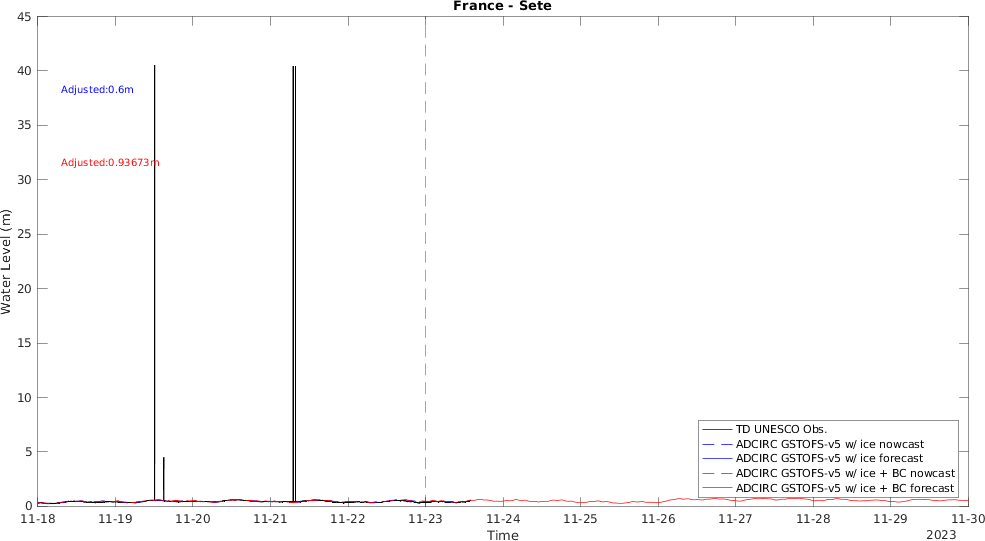 France - Sete
45
40
35
30
25
20
15
10
5
0
Water Level (m)
Adjusted:0.6m
Adjusted:0.93673m
TD UNESCO Obs.
ADCIRC GSTOFS-v5 w/ ice nowcast
ADCIRC GSTOFS-v5 w/ ice forecast
ADCIRC GSTOFS-v5 w/ ice + BC nowcast
ADCIRC GSTOFS-v5 w/ ice + BC forecast
11-18 11-19 11-20 11-21 11-22 11-23 11-24 11-25 11-26 11-27 11-28 11-29 11-30
Time
2023